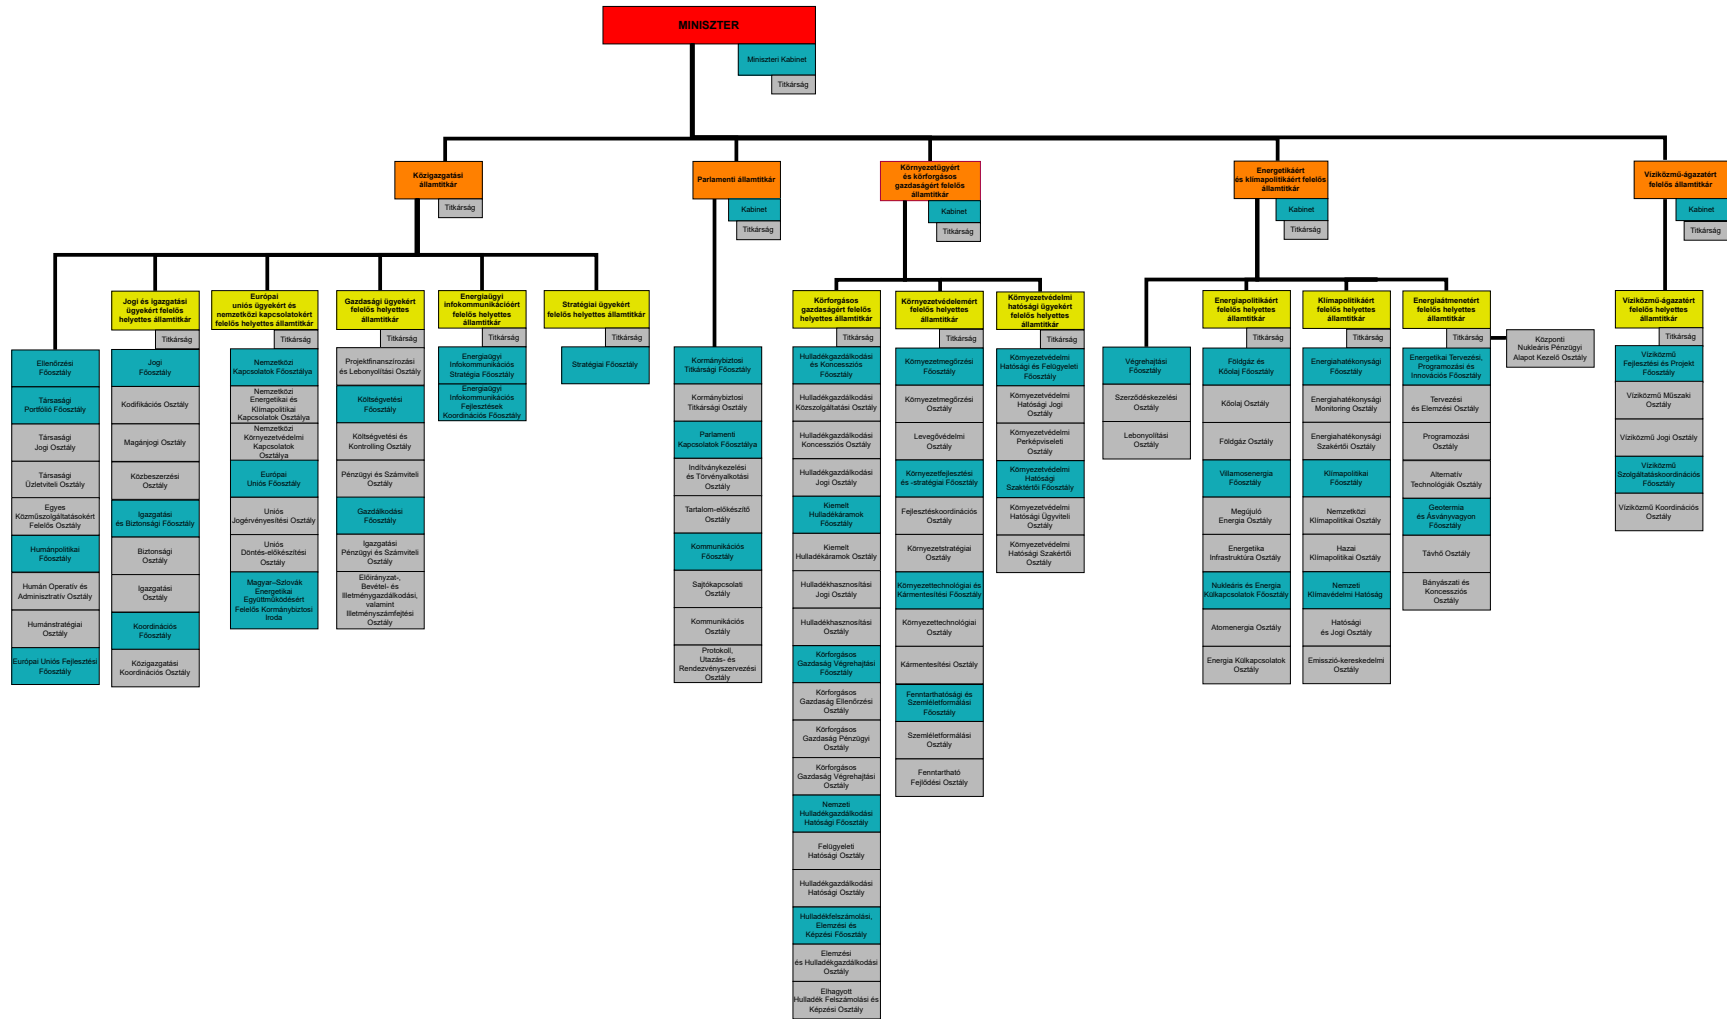 MINISZTER
Miniszteri Kabinet
Titkárság
Közigazgatási
államtitkár
Titkárság
Parlamenti államtitkár
Kabinet
Titkárság
Környezetügyért
és körforgásos
gazdaságért felelős
államtitkár
Kabinet
Titkárság
Energetikáért
és klímapolitikáért felelős
államtitkár
Kabinet
Titkárság
Víziközmű-ágazatért
felelős államtitkár
Kabinet
Titkárság
Ellenőrzési
Főosztály
Társasági
Portfólió Főosztály
Társasági
Jogi Osztály
Társasági
Üzletviteli Osztály
Egyes
Közműszolgáltatásokért
Felelős Osztály
Humánpolitikai
Főosztály
Humán Operatív és
Adminisztratív Osztály
Humánstratégiai
Osztály
Európai Uniós Fejlesztési
Főosztály
Jogi és igazgatási
ügyekért felelős
helyettes államtitkár
Titkárság
Jogi
Főosztály
Kodifikációs Osztály
Magánjogi Osztály
Közbeszerzési
Osztály
Igazgatási
és Biztonsági Főosztály
Biztonsági
Osztály
Igazgatási
Osztály
Koordinációs
Főosztály
Közigazgatási
Koordinációs Osztály
Európai
uniós ügyekért és
nemzetközi kapcsolatokért
felelős helyettes államtitkár
Titkárság
Nemzetközi
Kapcsolatok Főosztálya
Nemzetközi
Energetikai és
Klímapolitikai
Kapcsolatok Osztálya
Nemzetközi
Környezetvédelmi
Kapcsolatok
Osztálya
Európai
Uniós Főosztály
Uniós
Jogérvényesítési Osztály
Uniós
Döntés-előkészítési
Osztály
Magyar–Szlovák
Energetikai
Együttműködésért
Felelős Kormánybiztosi
Iroda
Gazdasági ügyekért
felelős helyettes
államtitkár
Titkárság
Projektfinanszírozási
és Lebonyolítási Osztály
Költségvetési
Főosztály
Költségvetési és
Kontrolling Osztály
Pénzügyi és Számviteli
Osztály
Gazdálkodási
Főosztály
Igazgatási
Pénzügyi és Számviteli
Osztály
Előirányzat-,
Bevétel- és
Illetménygazdálkodási,
valamint
Illetményszámfejtési
Osztály
Energiaügyi
infokommunikációért
felelős helyettes
államtitkár
Titkárság
Energiaügyi
Infokommunikációs
Stratégia Főosztály
Energiaügyi
Infokommunikációs
Fejlesztések
Koordinációs Főosztály
Stratégiai ügyekért
felelős helyettes államtitkár
Titkárság
Stratégiai Főosztály
Kormánybiztosi
Titkársági Főosztály
Kormánybiztosi
Titkársági Osztály
Parlamenti
Kapcsolatok Főosztálya
Indítványkezelési
és Törvényalkotási
Osztály
Tartalom-előkészítő
Osztály
Kommunikációs
Főosztály
Sajtókapcsolati
Osztály
Kommunikációs
Osztály
Protokoll,
Utazás- és
Rendezvényszervezési
Osztály
Körforgásos
gazdaságért felelős
helyettes államtitkár
Titkárság
Hulladékgazdálkodási
és Koncessziós
Főosztály
Hulladékgazdálkodási
Közszolgáltatási Osztály
Hulladékgazdálkodási
Koncessziós Osztály
Hulladékgazdálkodási
Jogi Osztály
Kiemelt
Hulladékáramok
Főosztály
Kiemelt
Hulladékáramok Osztály
Hulladékhasznosítási
Jogi Osztály
Hulladékhasznosítási
Osztály
Körforgásos
Gazdaság Végrehajtási
Főosztály
Körforgásos
Gazdaság Ellenőrzési
Osztály
Körforgásos
Gazdaság Pénzügyi
Osztály
Körforgásos
Gazdaság Végrehajtási
Osztály
Nemzeti
Hulladékgazdálkodási
Hatósági Főosztály
Felügyeleti
Hatósági Osztály
Hulladékgazdálkodási
Hatósági Osztály
Hulladékfelszámolási,
Elemzési és
Képzési Főosztály
Elemzési
és Hulladékgazdálkodási
Osztály
Elhagyott
Hulladék Felszámolási és
Képzési Osztály
Környezetvédelemért
felelős helyettes
államtitkár
Titkárság
Környezetmegőrzési
Főosztály
Környezetmegőrzési
Osztály
Levegővédelmi
Osztály
Környezetfejlesztési
és -stratégiai Főosztály
Fejlesztéskoordinációs
Osztály
Környezetstratégiai
Osztály
Környezettechnológiai és
Kármentesítési Főosztály
Környezettechnológiai
Osztály
Kármentesítési Osztály
Fenntarthatósági és
Szemléletformálási
Főosztály
Szemléletformálási
Osztály
Fenntartható
Fejlődési Osztály
Környezetvédelmi
hatósági ügyekért
felelős helyettes
államtitkár
Titkárság
Környezetvédelmi
Hatósági és Felügyeleti
Főosztály
Környezetvédelmi
Hatósági Jogi
Osztály
Környezetvédelmi
Perképviseleti
Osztály
Környezetvédelmi
Hatósági
Szaktértői Főosztály
Környezetvédelmi
Hatósági Ügyviteli
Osztály
Környezetvédelmi
Hatósági Szakértői
Osztály
Végrehajtási
Főosztály
Szerződéskezelési
Osztály
Lebonyolítási
Osztály
Energiapolitikáért
felelős helyettes
államtitkár
Titkárság
Földgáz és
Kőolaj Főosztály
Kőolaj Osztály
Földgáz Osztály
Villamosenergia
Főosztály
Megújuló
Energia Osztály
Energetika
Infrastruktúra Osztály
Nukleáris és Energia
Külkapcsolatok Főosztály
Atomenergia Osztály
Energia Külkapcsolatok
Osztály
Klímapolitikáért
felelős helyettes
államtitkár
Titkárság
Energiahatékonysági
Főosztály
Energiahatékonysági
Monitoring Osztály
Energiahatékonysági
Szakértői Osztály
Klímapolitikai
Főosztály
Nemzetközi
Klímapolitikai Osztály
Hazai
Klímapolitikai Osztály
Nemzeti
Klímavédelmi Hatóság
Hatósági
és Jogi Osztály
Emisszió-kereskedelmi
Osztály
Energiaátmenetért
felelős helyettes
államtitkár
Titkárság
Energetikai Tervezési,
Programozási és
Innovációs Főosztály
Tervezési
és Elemzési Osztály
Programozási
Osztály
Alternatív
Technológiák Osztály
Geotermia
és Ásványvagyon
Főosztály
Távhő Osztály
Bányászati és
Koncessziós
Osztály
Központi
Nukleáris Pénzügyi
Alapot Kezelő Osztály
Víziközmű-ágazatért
felelős helyettes
államtitkár
Titkárság
Víziközmű
Fejlesztési és Projekt
Főosztály
Víziközmű Műszaki
Osztály
Víziközmű Jogi Osztály
Víziközmű
Szolgáltatáskoordinációs
Főosztály
Víziközmű Koordinációs
Osztály